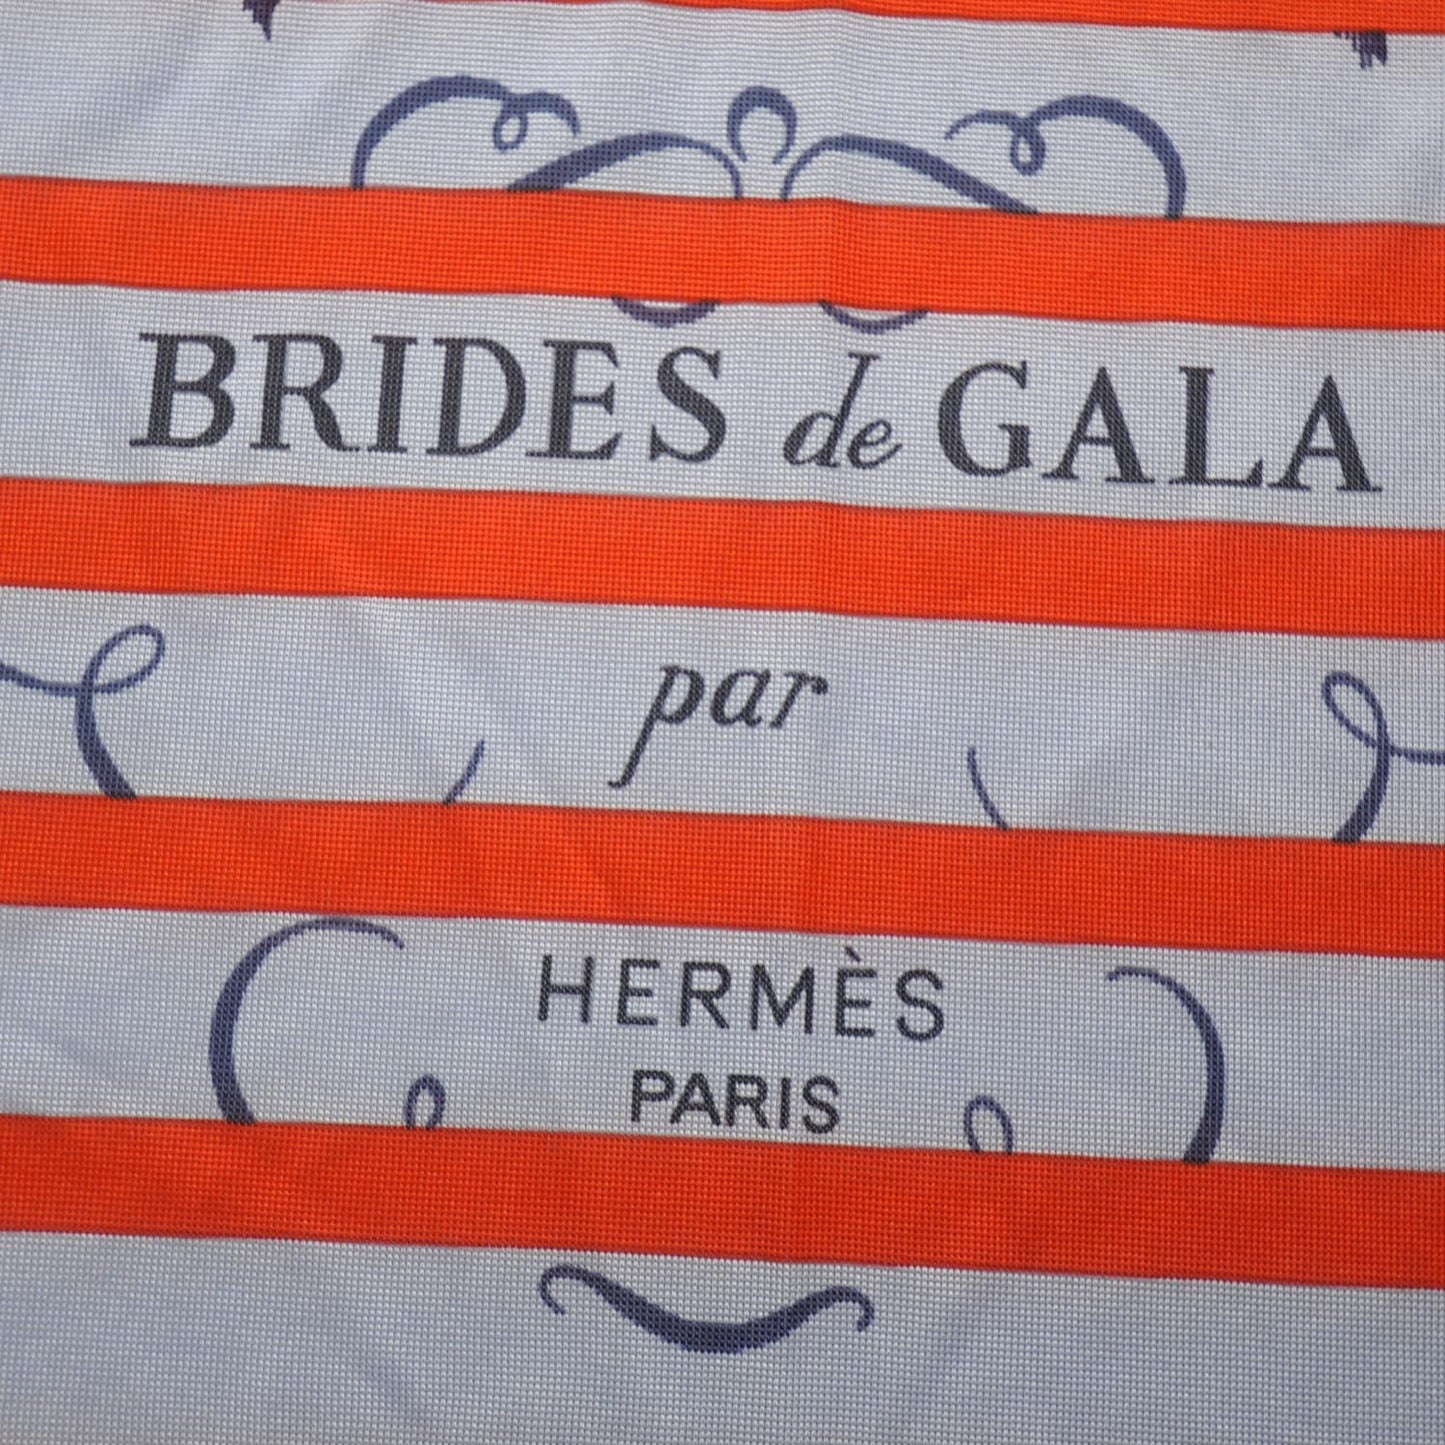 BRIDES de GALA
par
HERMÈS
PARIS